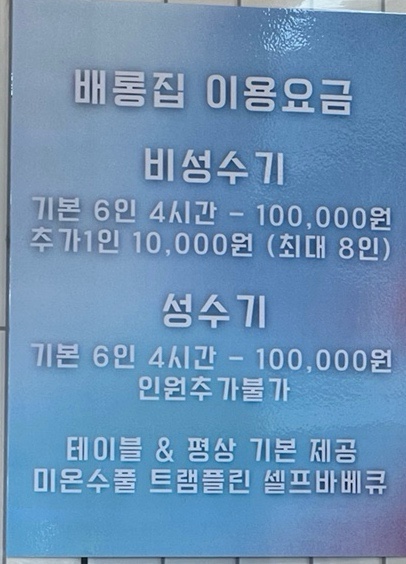 배롱집 이용요금
비성수기
기본 6인 4시간 - 100,000원
추가1인 10,000원 (최대 8인)
성수기
기본 6인 4시간 - 100,000원
인원추가불가
테이블 & 평상 기본 제공
미온수풀 트램플린 셀프바베큐